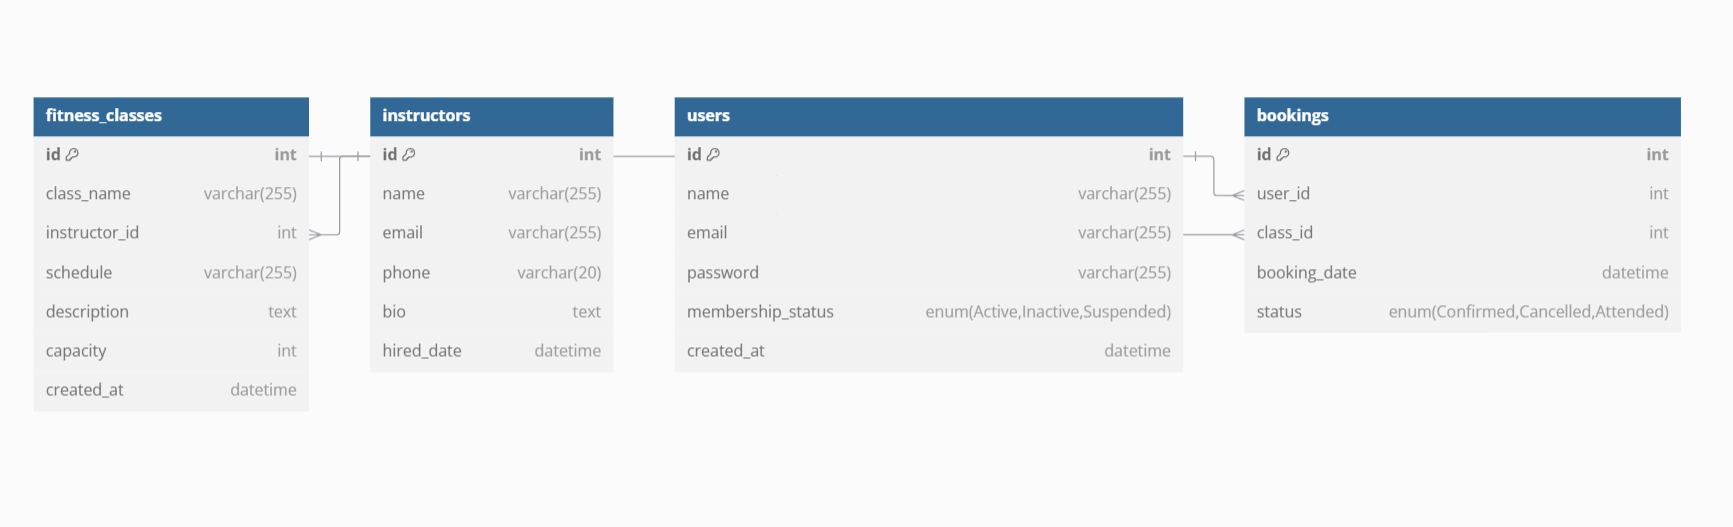 fitness_classes
id int
class_name varchar(255)
instructor_id int
schedule varchar(255)
description text
capacity int
created_at datetime
instructors
id int
name varchar(255)
email varchar(255)
phone varchar(20)
bio text
hired_date datetime
users
id int
name varchar(255)
email varchar(255)
password varchar(255)
membership_status enum(Active,Inactive,Suspended)
created_at datetime
bookings
id int
user_id int
class_id int
booking_date datetime
status enum(Confirmed,Cancelled,Attended)